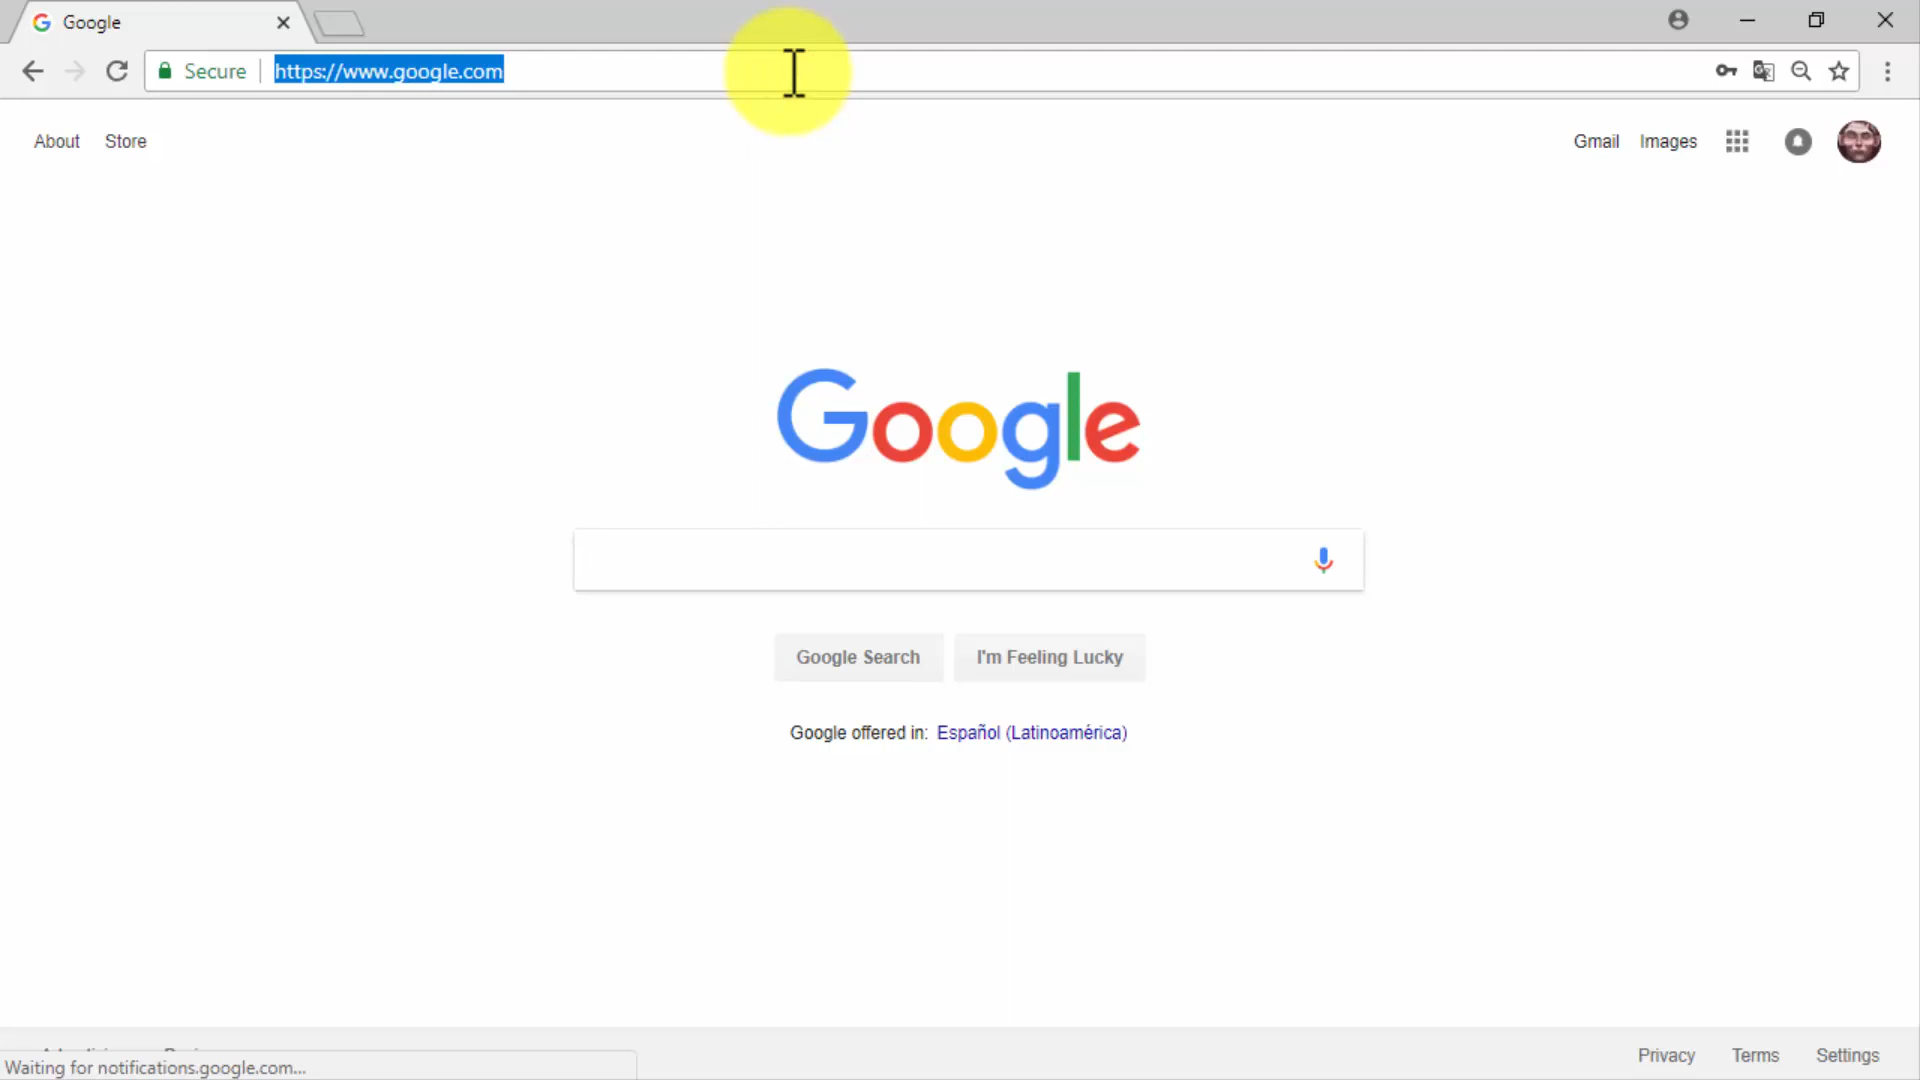 Google
Secure
https://www.google.com
About
Store
Gmail
Images
Google
Google Search
I'm Feeling Lucky
Google offered in: Español (Latinoamérica)
Waiting for notifications.google.com...
Privacy
Terms
Settings